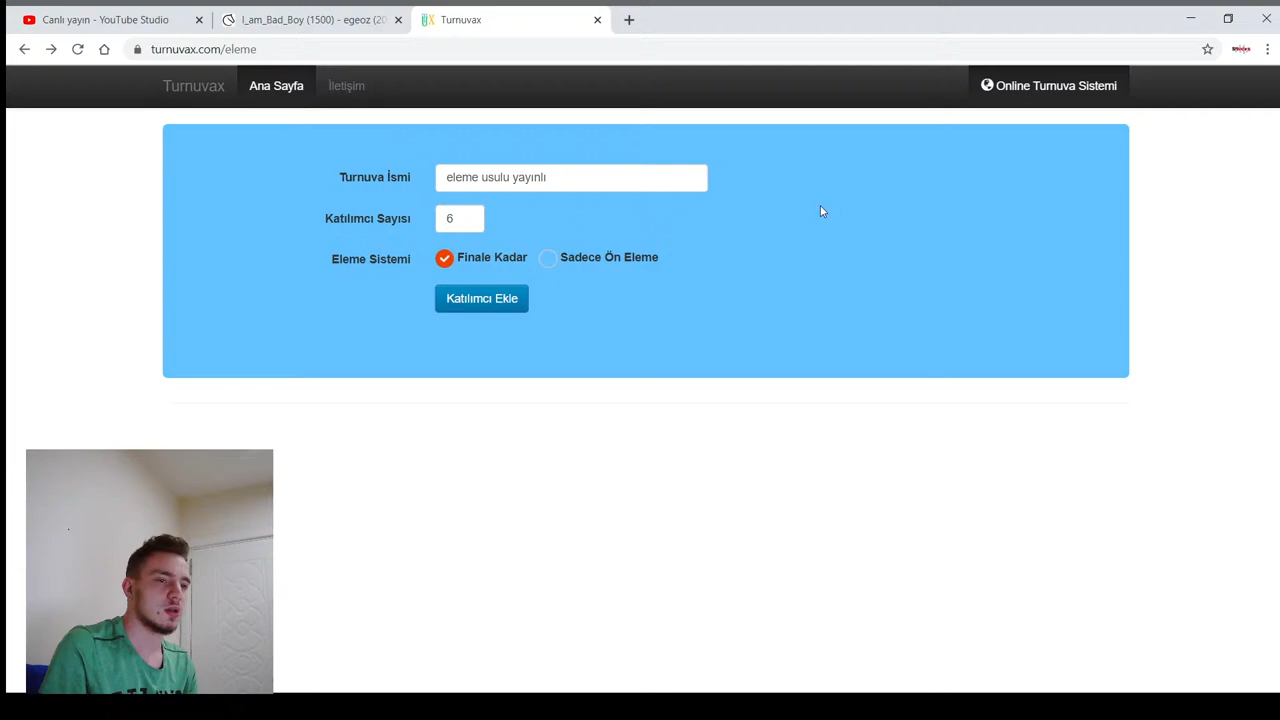 Canlı yayın - YouTube Studio
I_am_Bad_Boy (1500) - egeoz (20
Turnuvax
turnuvax.com/eleme
Turnuvax
Ana Sayfa
İletişim
Online Turnuva Sistemi
Turnuva İsmi
eleme usulu yayınlı
Katılımcı Sayısı
6
Eleme Sistemi
Finale Kadar
Sadece Ön Eleme
Katılımcı Ekle